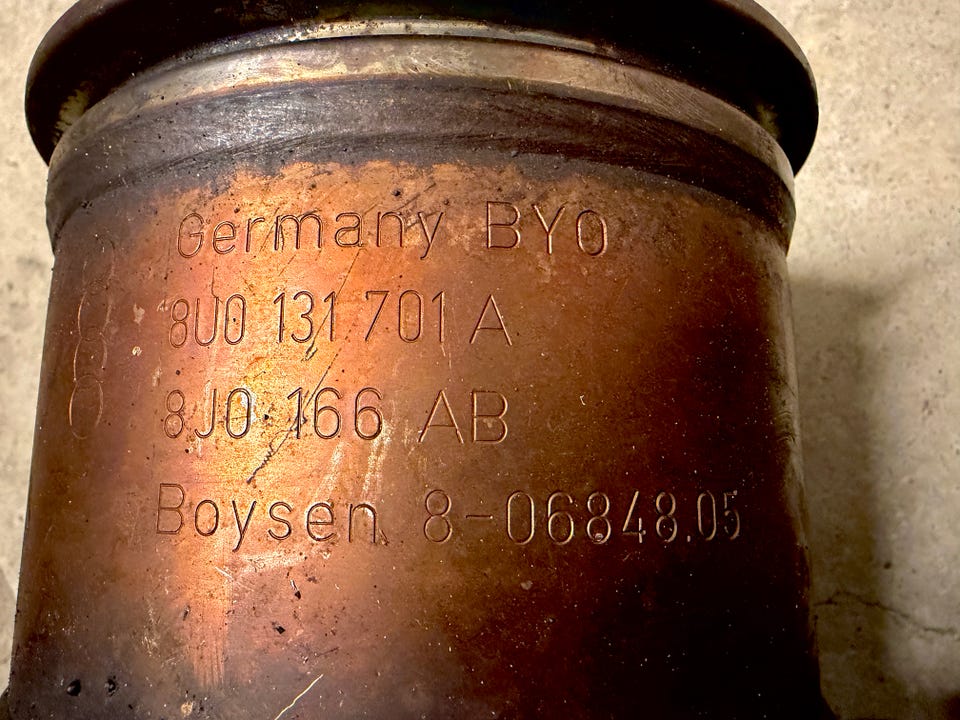 Germany BYO
8U0 131 701 A
8J0 166 AB
Boysen 8-06848.05